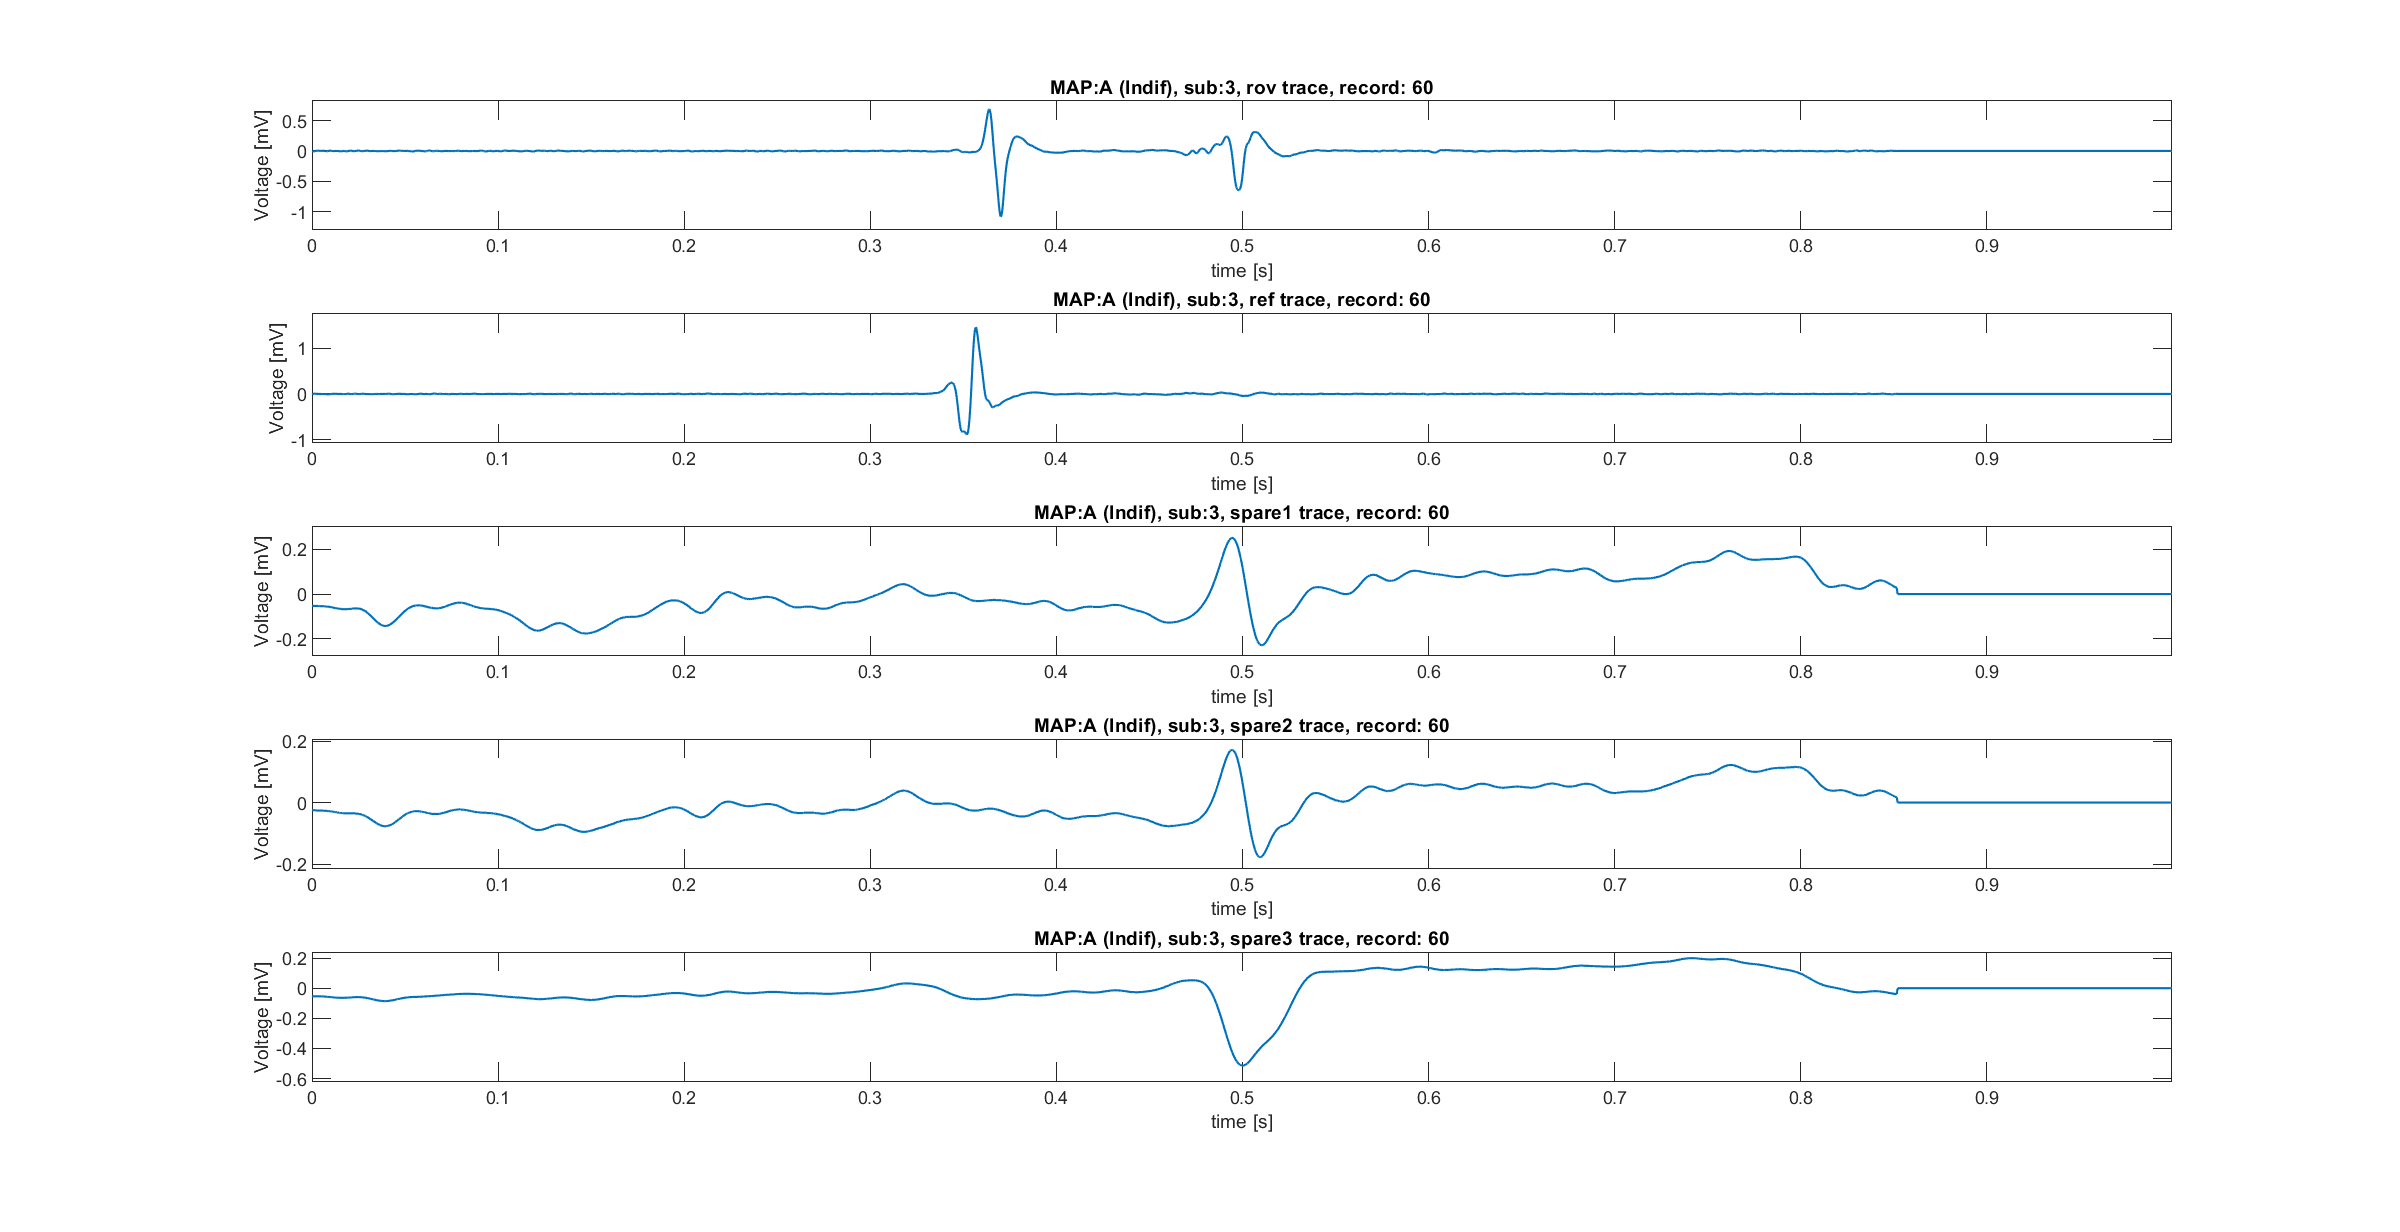 MAP:A (Indif), sub:3, rov trace, record: 60
Voltage [mV]
0.5
0
-0.5
-1
0 0.1 0.2 0.3 0.4 0.5 0.6 0.7 0.8 0.9
time [s]
MAP:A (Indif), sub:3, ref trace, record: 60
Voltage [mV]
1
0
-1
0 0.1 0.2 0.3 0.4 0.5 0.6 0.7 0.8 0.9
time [s]
MAP:A (Indif), sub:3, spare1 trace, record: 60
Voltage [mV]
0.2
0
-0.2
0 0.1 0.2 0.3 0.4 0.5 0.6 0.7 0.8 0.9
time [s]
MAP:A (Indif), sub:3, spare2 trace, record: 60
Voltage [mV]
0.2
0
-0.2
0 0.1 0.2 0.3 0.4 0.5 0.6 0.7 0.8 0.9
time [s]
MAP:A (Indif), sub:3, spare3 trace, record: 60
Voltage [mV]
0.2
0
-0.2
-0.4
-0.6
0 0.1 0.2 0.3 0.4 0.5 0.6 0.7 0.8 0.9
time [s]